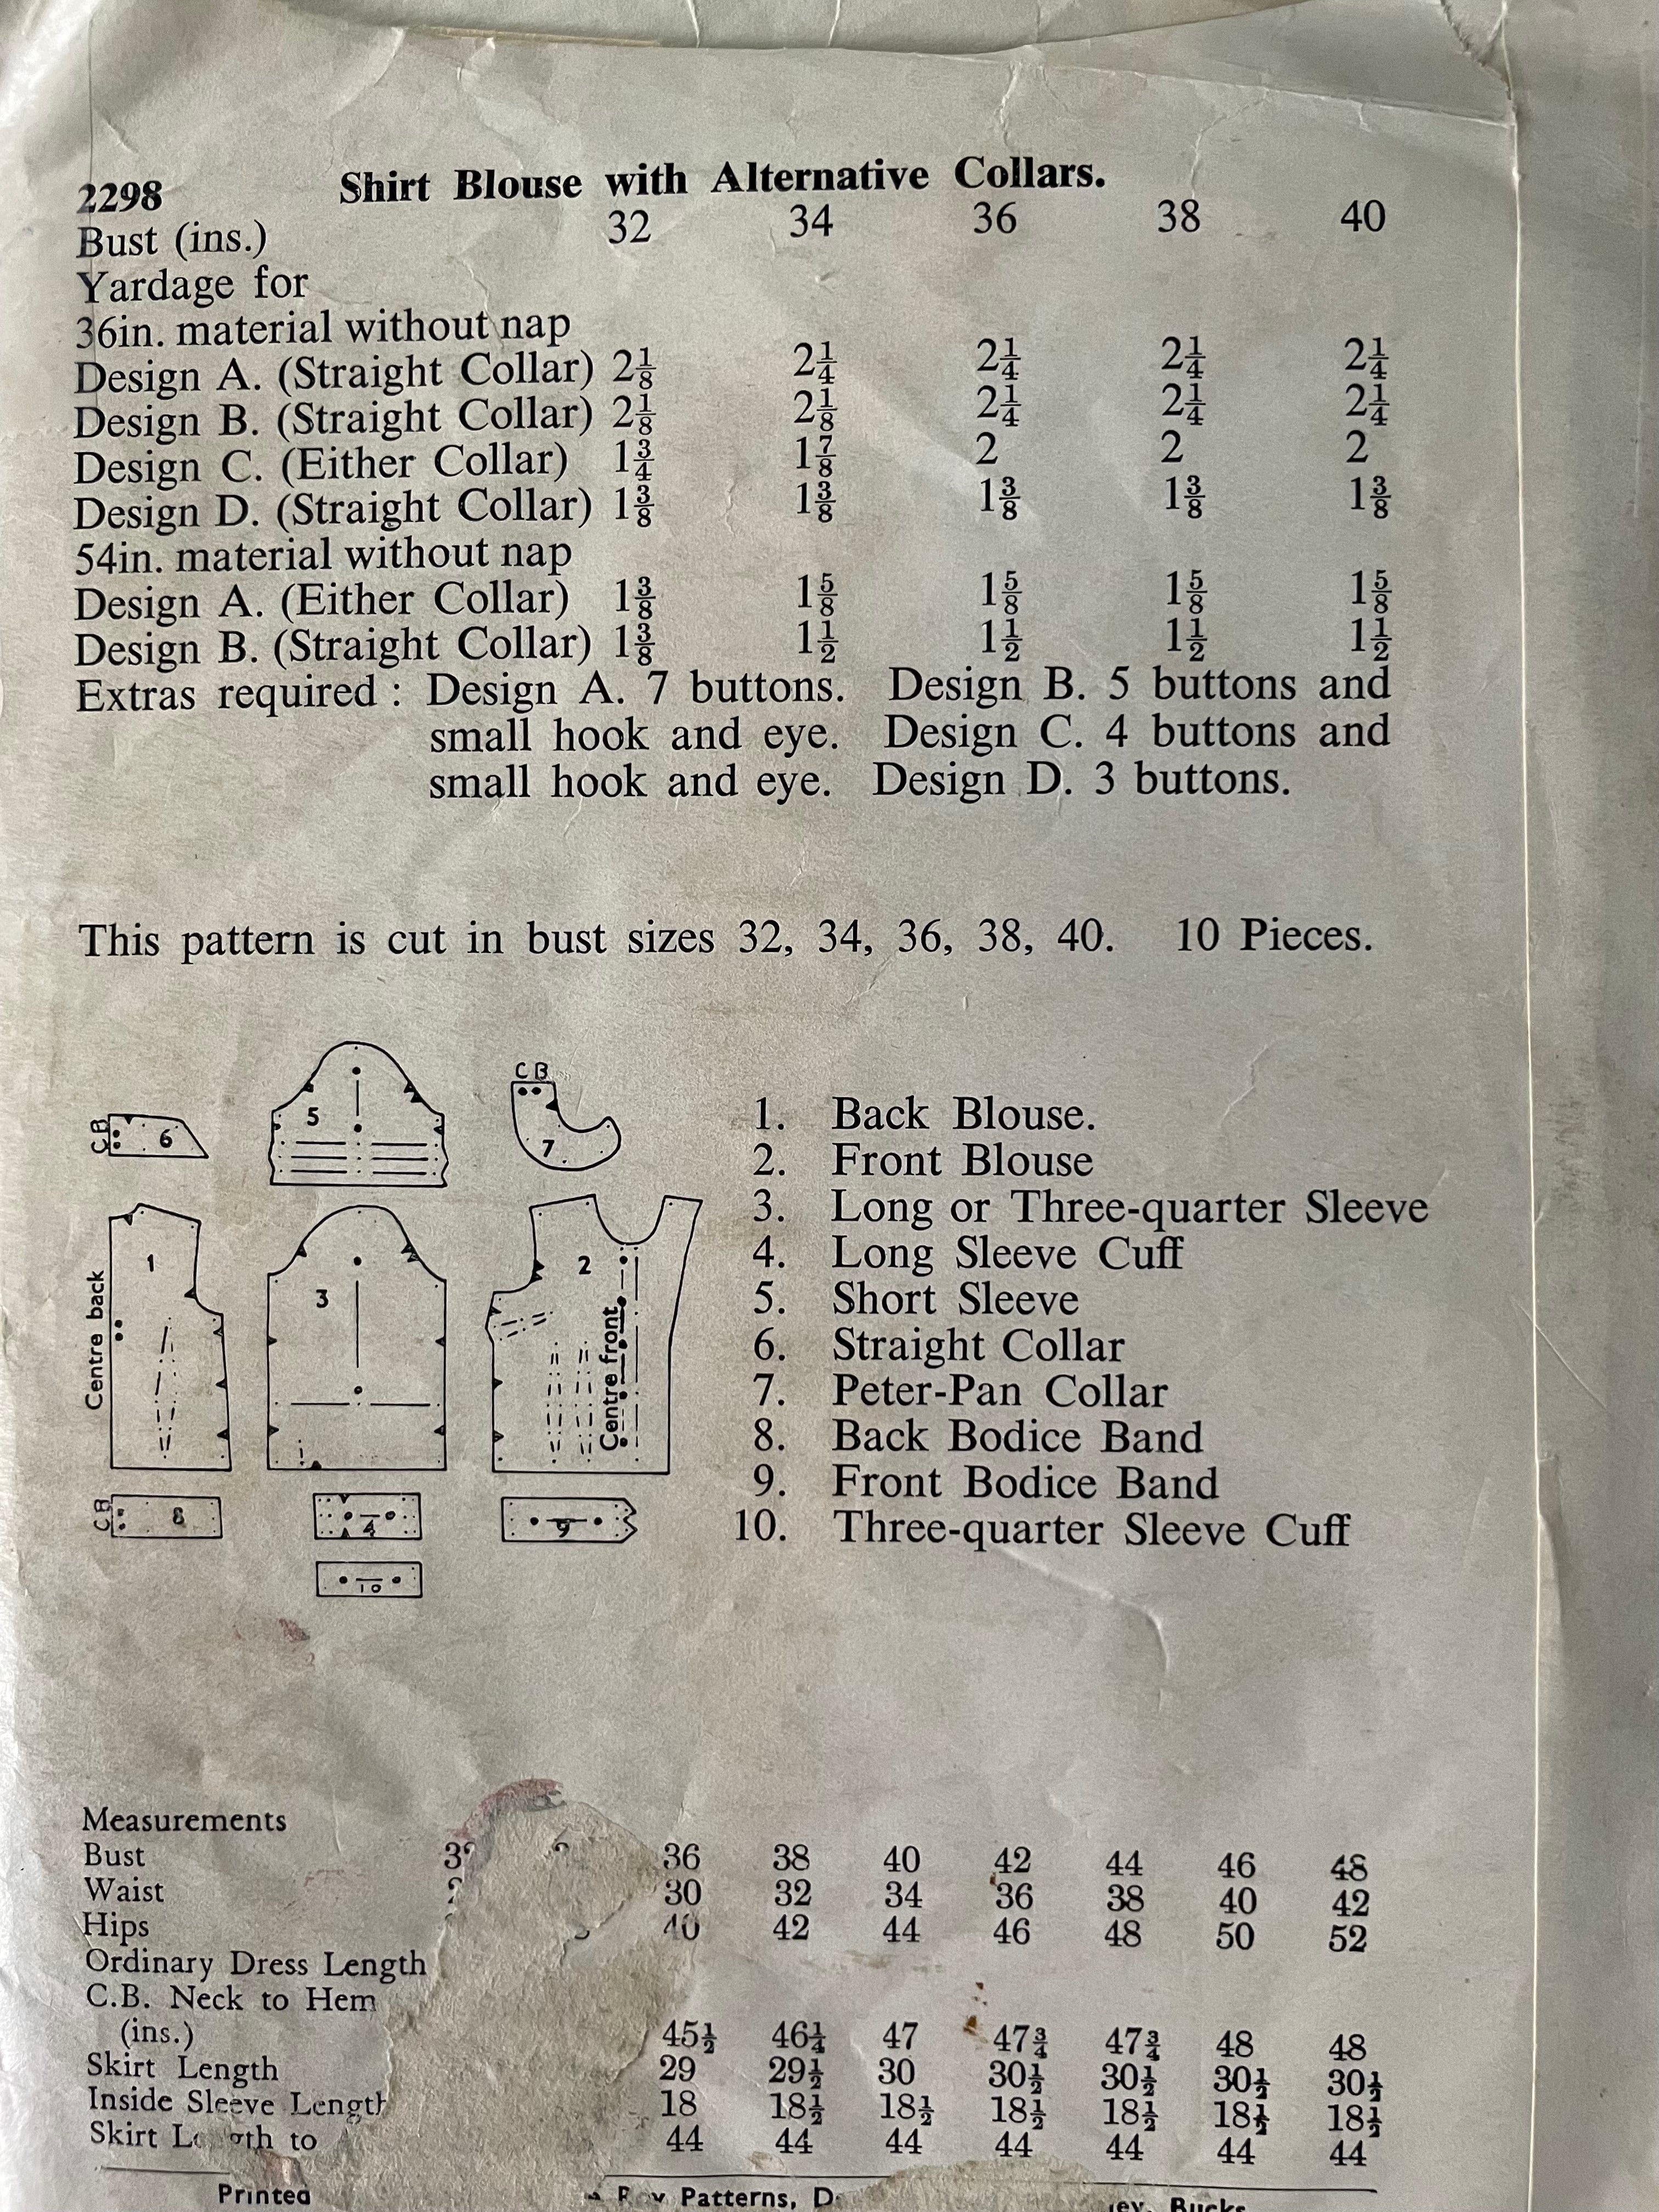 2298 Shirt Blouse with Alternative Collars.
Bust (ins.) 32 34 36 38 40
Yardage for
36in. material without nap
Design A. (Straight Collar) 2⅛ 2¼ 2¼ 2¼ 2¼
Design B. (Straight Collar) 2⅛ 2⅛ 2¼ 2¼ 2¼
Design C. (Either Collar) 1¾ 1⅞ 2 2 2
Design D. (Straight Collar) 1⅜ 1⅜ 1⅜ 1⅜ 1⅜
54in. material without nap
Design A. (Either Collar) 1⅜ 1⅝ 1⅝ 1⅝ 1⅝
Design B. (Straight Collar) 1⅜ 1½ 1½ 1½ 1½
Extras required : Design A. 7 buttons. Design B. 5 buttons and
small hook and eye. Design C. 4 buttons and
small hook and eye. Design D. 3 buttons.
This pattern is cut in bust sizes 32, 34, 36, 38, 40. 10 Pieces.
C B 6
5
C B
7
Centre back 1
3
2 Centre front
C B 8
4
9
10
1. Back Blouse.
2. Front Blouse
3. Long or Three-quarter Sleeve
4. Long Sleeve Cuff
5. Short Sleeve
6. Straight Collar
7. Peter-Pan Collar
8. Back Bodice Band
9. Front Bodice Band
10. Three-quarter Sleeve Cuff
Measurements
Bust 36 38 40 42 44 46 48
Waist 30 32 34 36 38 40 42
Hips 40 42 44 46 48 50 52
Ordinary Dress Length
C.B. Neck to Hem
(ins.) 45½ 46¼ 47 47¾ 47¾ 48 48
Skirt Length 29 29½ 30 30½ 30½ 30½ 30½
Inside Sleeve Length 18 18½ 18½ 18½ 18½ 18½ 18½
Skirt to 44 44 44 44 44 44 44
Printed Patterns, Bucks